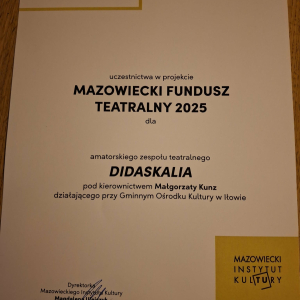 uczestnictwa w projekcie
MAZOWIECKI FUNDUSZ
TEATRALNY 2025
dla
amatorskiego zespołu teatralnego
DIDASKALIA
pod kierownictwem Małgorzaty Kunz
działającego przy Gminnym Ośrodku Kultury w Iłowie
Dyrektorka
Mazowieckiego Instytutu Kultury
Magdalena
MAZOWIECKI
INSTYTUT
KULTURY